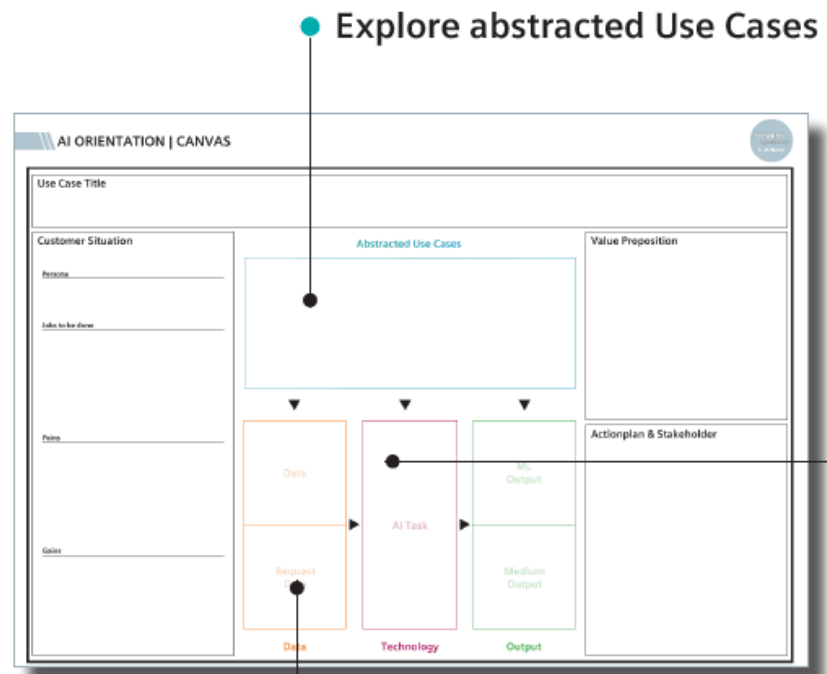 Explore abstracted Use Cases
AI ORIENTATION | CANVAS
Use Case Title
Customer Situation
Abstracted Use Cases
Value Proposition
Persona
Jobs to be done
Pains
Actionplan & Stakeholder
Data
ML
Output
AI Task
Gains
Request
Medium
Output
Data
Technology
Output